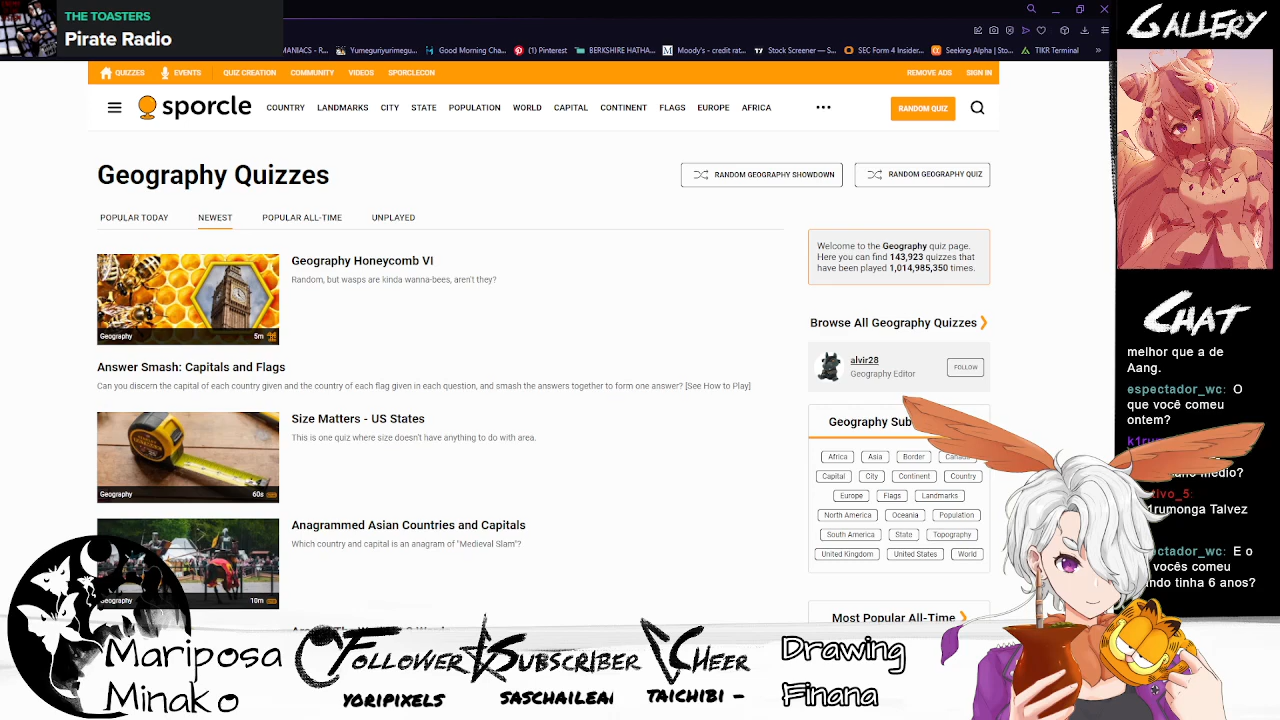 THE TOASTERS
Pirate Radio
MANIACS - R...
Yumeguriyurimegu...
Good Morning Cha...
(1) Pinterest
BERKSHIRE HATHA...
Moody's - credit rat...
Stock Screener — S...
SEC Form 4 Insider...
Seeking Alpha | Sto...
TIKR Terminal
GALLERY
QUIZZES
EVENTS
QUIZ CREATION
COMMUNITY
VIDEOS
SPORCLECON
REMOVE ADS
SIGN IN
sporcle
COUNTRY
LANDMARKS
CITY
STATE
POPULATION
WORLD
CAPITAL
CONTINENT
FLAGS
EUROPE
AFRICA
RANDOM QUIZ
Geography Quizzes
RANDOM GEOGRAPHY SHOWDOWN
RANDOM GEOGRAPHY QUIZ
POPULAR TODAY
NEWEST
POPULAR ALL-TIME
UNPLAYED
Geography Honeycomb VI
Random, but wasps are kinda wanna-bees, aren't they?
Geography
5m
Answer Smash: Capitals and Flags
Can you discern the capital of each country given and the country of each flag given in each question, and smash the answers together to form one answer? [See How to Play]
Size Matters - US States
This is one quiz where size doesn't have anything to do with area.
Geography
60s
Anagrammed Asian Countries and Capitals
Which country and capital is an anagram of "Medieval Slam"?
Geography
10m
Welcome to the Geography quiz page.
Here you can find 143,923 quizzes that
have been played 1,014,985,350 times.
Browse All Geography Quizzes
alvir28
Geography Editor
FOLLOW
Geography Sub
Africa
Asia
Border
Capital
City
Continent
Country
Europe
Flags
Landmarks
North America
Oceania
Population
South America
State
Topography
United Kingdom
United States
World
Most Popular All-Time
CHAT
melhor que a de
Aang.
espectador_wc: O
que você comeu
ontem?
médio?
tivo_5:
k1rumonga Talvez
ectador_wc: E o
vocês comeu
ndo tinha 6 anos?
Mariposa
Minako
FOLLOWER
YORIPIXELS
SUBSCRIBER
SASCHAILEA
CHEER
TAICHIBI -
Drawing
Finana